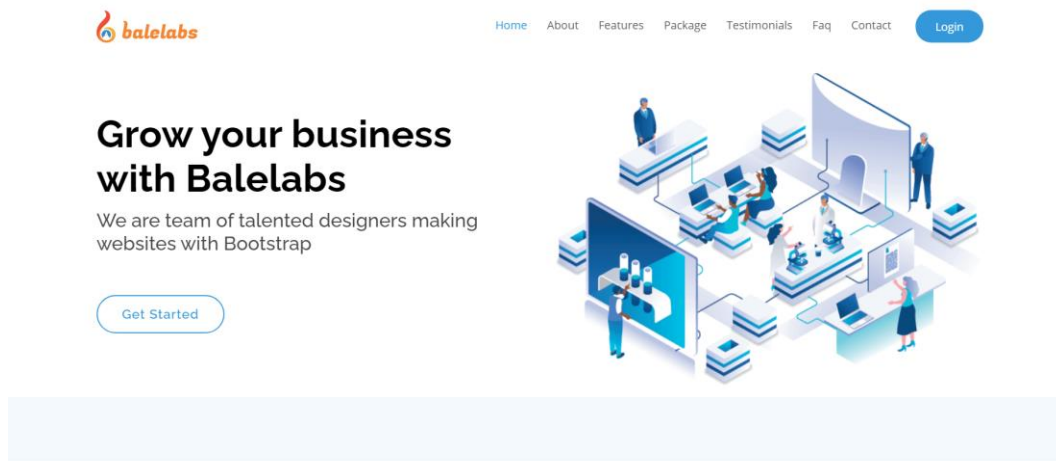 balelabs
Home About Features Package Testimonials Faq Contact Login
Grow your business
with Balelabs
We are team of talented designers making
websites with Bootstrap
Get Started